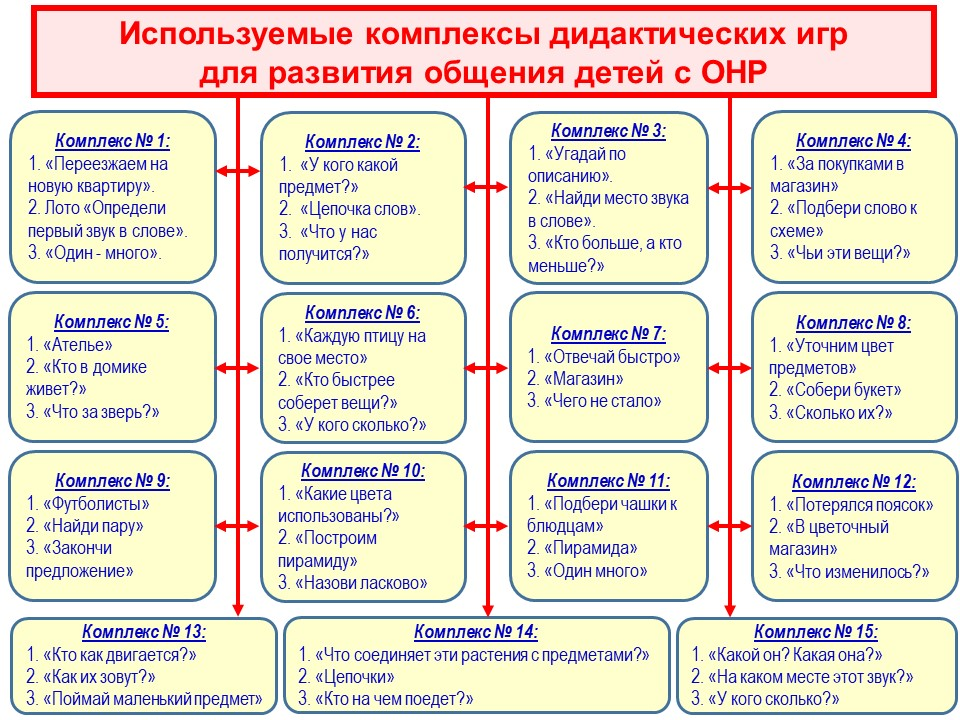 Используемые комплексы дидактических игр
для развития общения детей с ОНР
Комплекс № 1:
1. «Переезжаем на
новую квартиру».
2. Лото «Определи
первый звук в слове».
3. «Один - много».
Комплекс № 2:
1. «У кого какой
предмет?»
2. «Цепочка слов».
3. «Что у нас
получится?»
Комплекс № 3:
1. «Угадай по
описанию».
2. «Найди место звука
в слове».
3. «Кто больше, а кто
меньше?»
Комплекс № 4:
1. «За покупками в
магазин»
2. «Подбери слово к
схеме»
3. «Чьи эти вещи?»
Комплекс № 5:
1. «Ателье»
2. «Кто в домике
живет?»
3. «Что за зверь?»
Комплекс № 6:
1. «Каждую птицу на
свое место»
2. «Кто быстрее
соберет вещи?»
3. «У кого сколько?»
Комплекс № 7:
1. «Отвечай быстро»
2. «Магазин»
3. «Чего не стало»
Комплекс № 8:
1. «Уточним цвет
предметов»
2. «Собери букет»
3. «Сколько их?»
Комплекс № 9:
1. «Футболисты»
2. «Найди пару»
3. «Закончи
предложение»
Комплекс № 10:
1. «Какие цвета
использованы?»
2. «Построим
пирамиду»
3. «Назови ласково»
Комплекс № 11:
1. «Подбери чашки к
блюдцам»
2. «Пирамида»
3. «Один много»
Комплекс № 12:
1. «Потерялся поясок»
2. «В цветочный
магазин»
3. «Что изменилось?»
Комплекс № 13:
1. «Кто как двигается?»
2. «Как их зовут?»
3. «Поймай маленький предмет»
Комплекс № 14:
1. «Что соединяет эти растения с предметами?»
2. «Цепочки»
3. «Кто на чем поедет?»
Комплекс № 15:
1. «Какой он? Какая она?»
2. «На каком месте этот звук?»
3. «У кого сколько?»